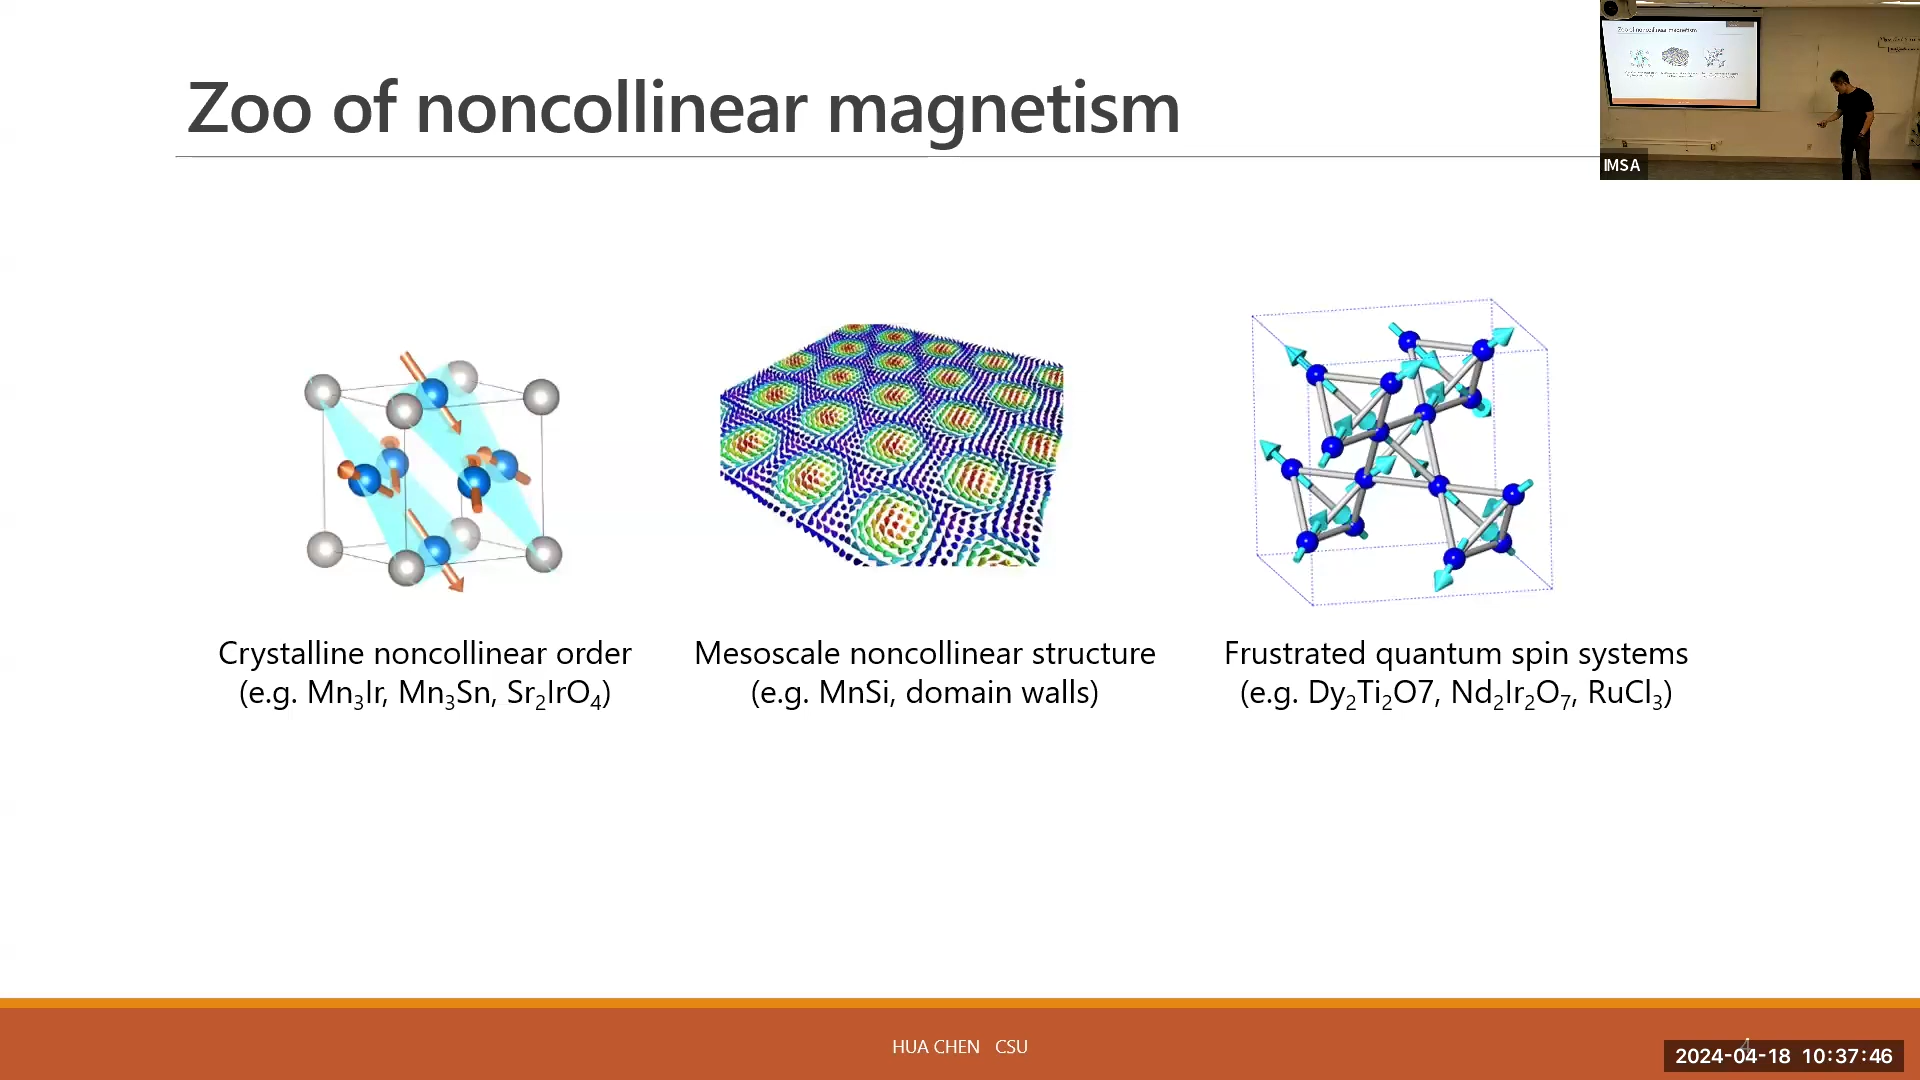 Zoo of noncollinear magnetism
IMSA
Crystalline noncollinear order
(e.g. Mn₃Ir, Mn₃Sn, Sr₂IrO₄)
Mesoscale noncollinear structure
(e.g. MnSi, domain walls)
Frustrated quantum spin systems
(e.g. Dy₂Ti₂O7, Nd₂Ir₂O₇, RuCl₃)
HUA CHEN CSU
4
2024-04-18 10:37:46